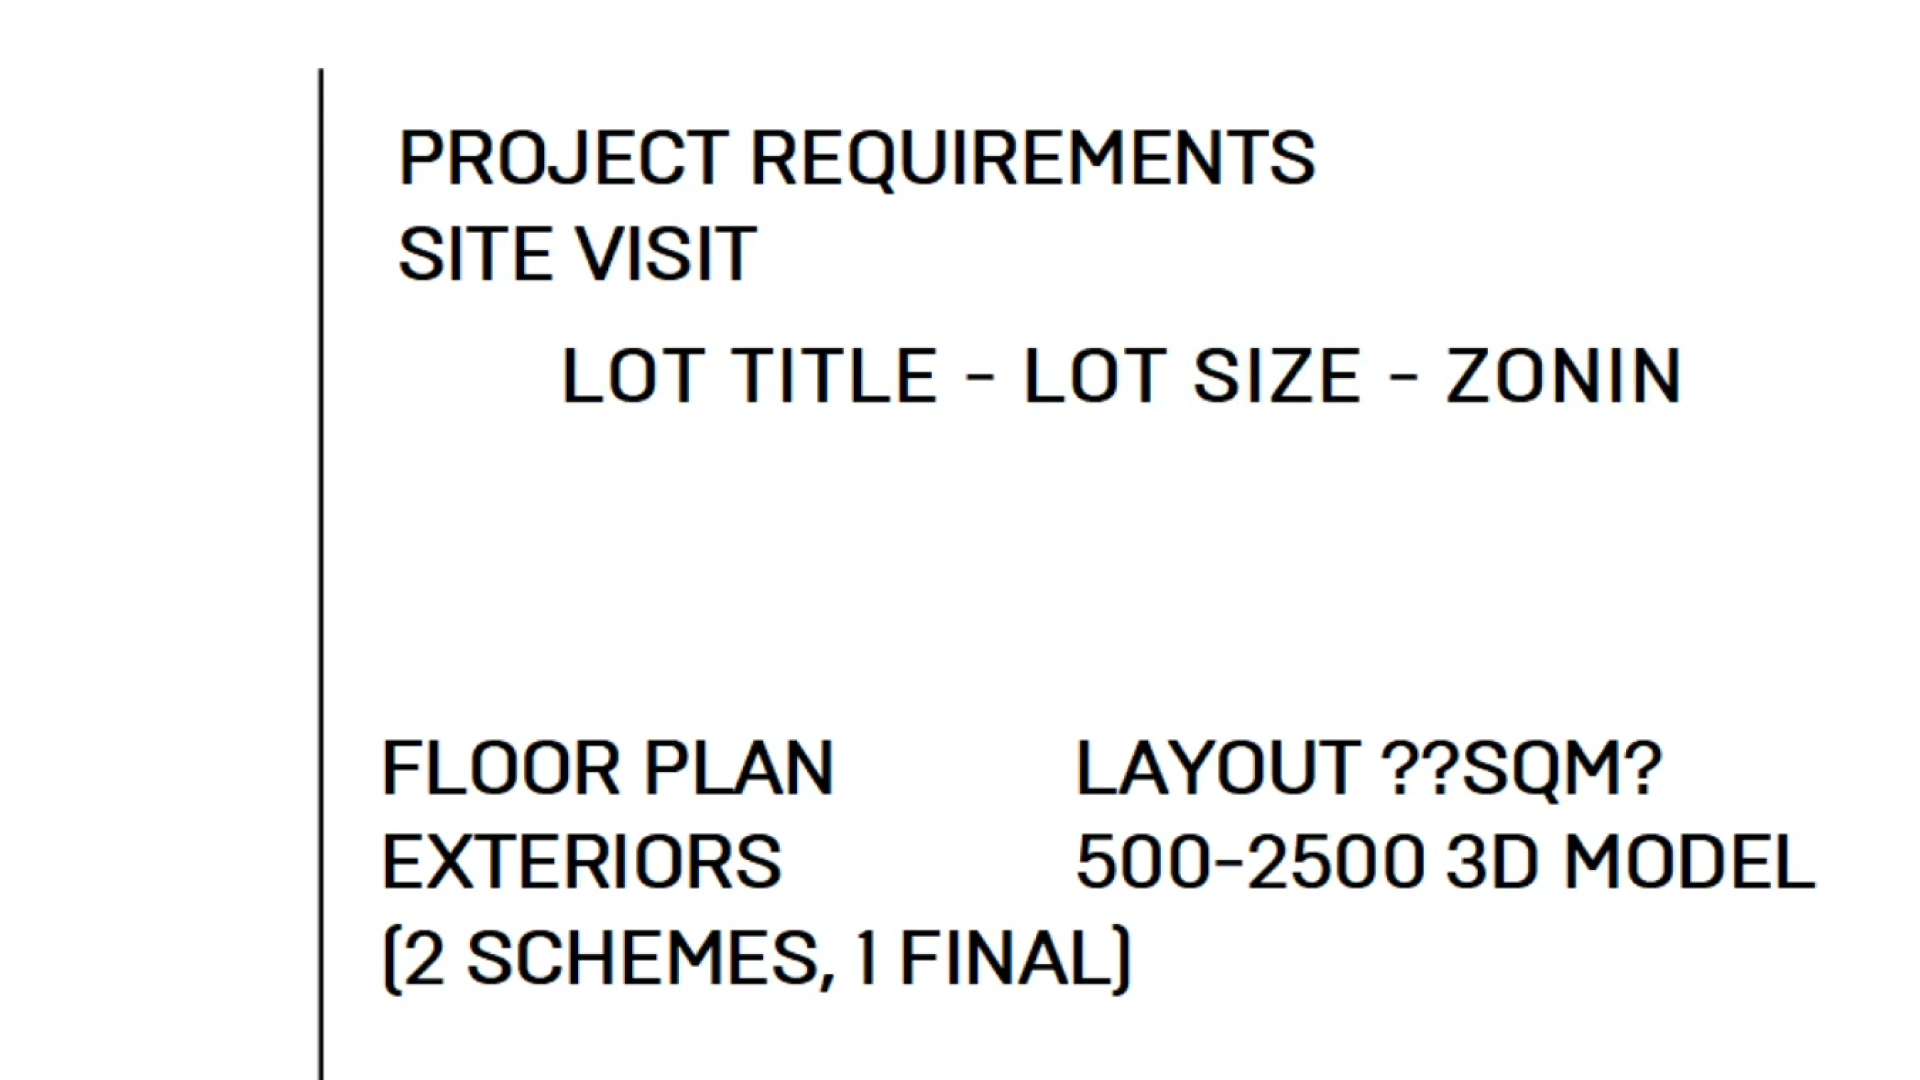 PROJECT REQUIREMENTS
SITE VISIT
LOT TITLE - LOT SIZE - ZONIN
FLOOR PLAN LAYOUT ??SQM?
EXTERIORS 500-2500 3D MODEL
(2 SCHEMES, 1 FINAL)